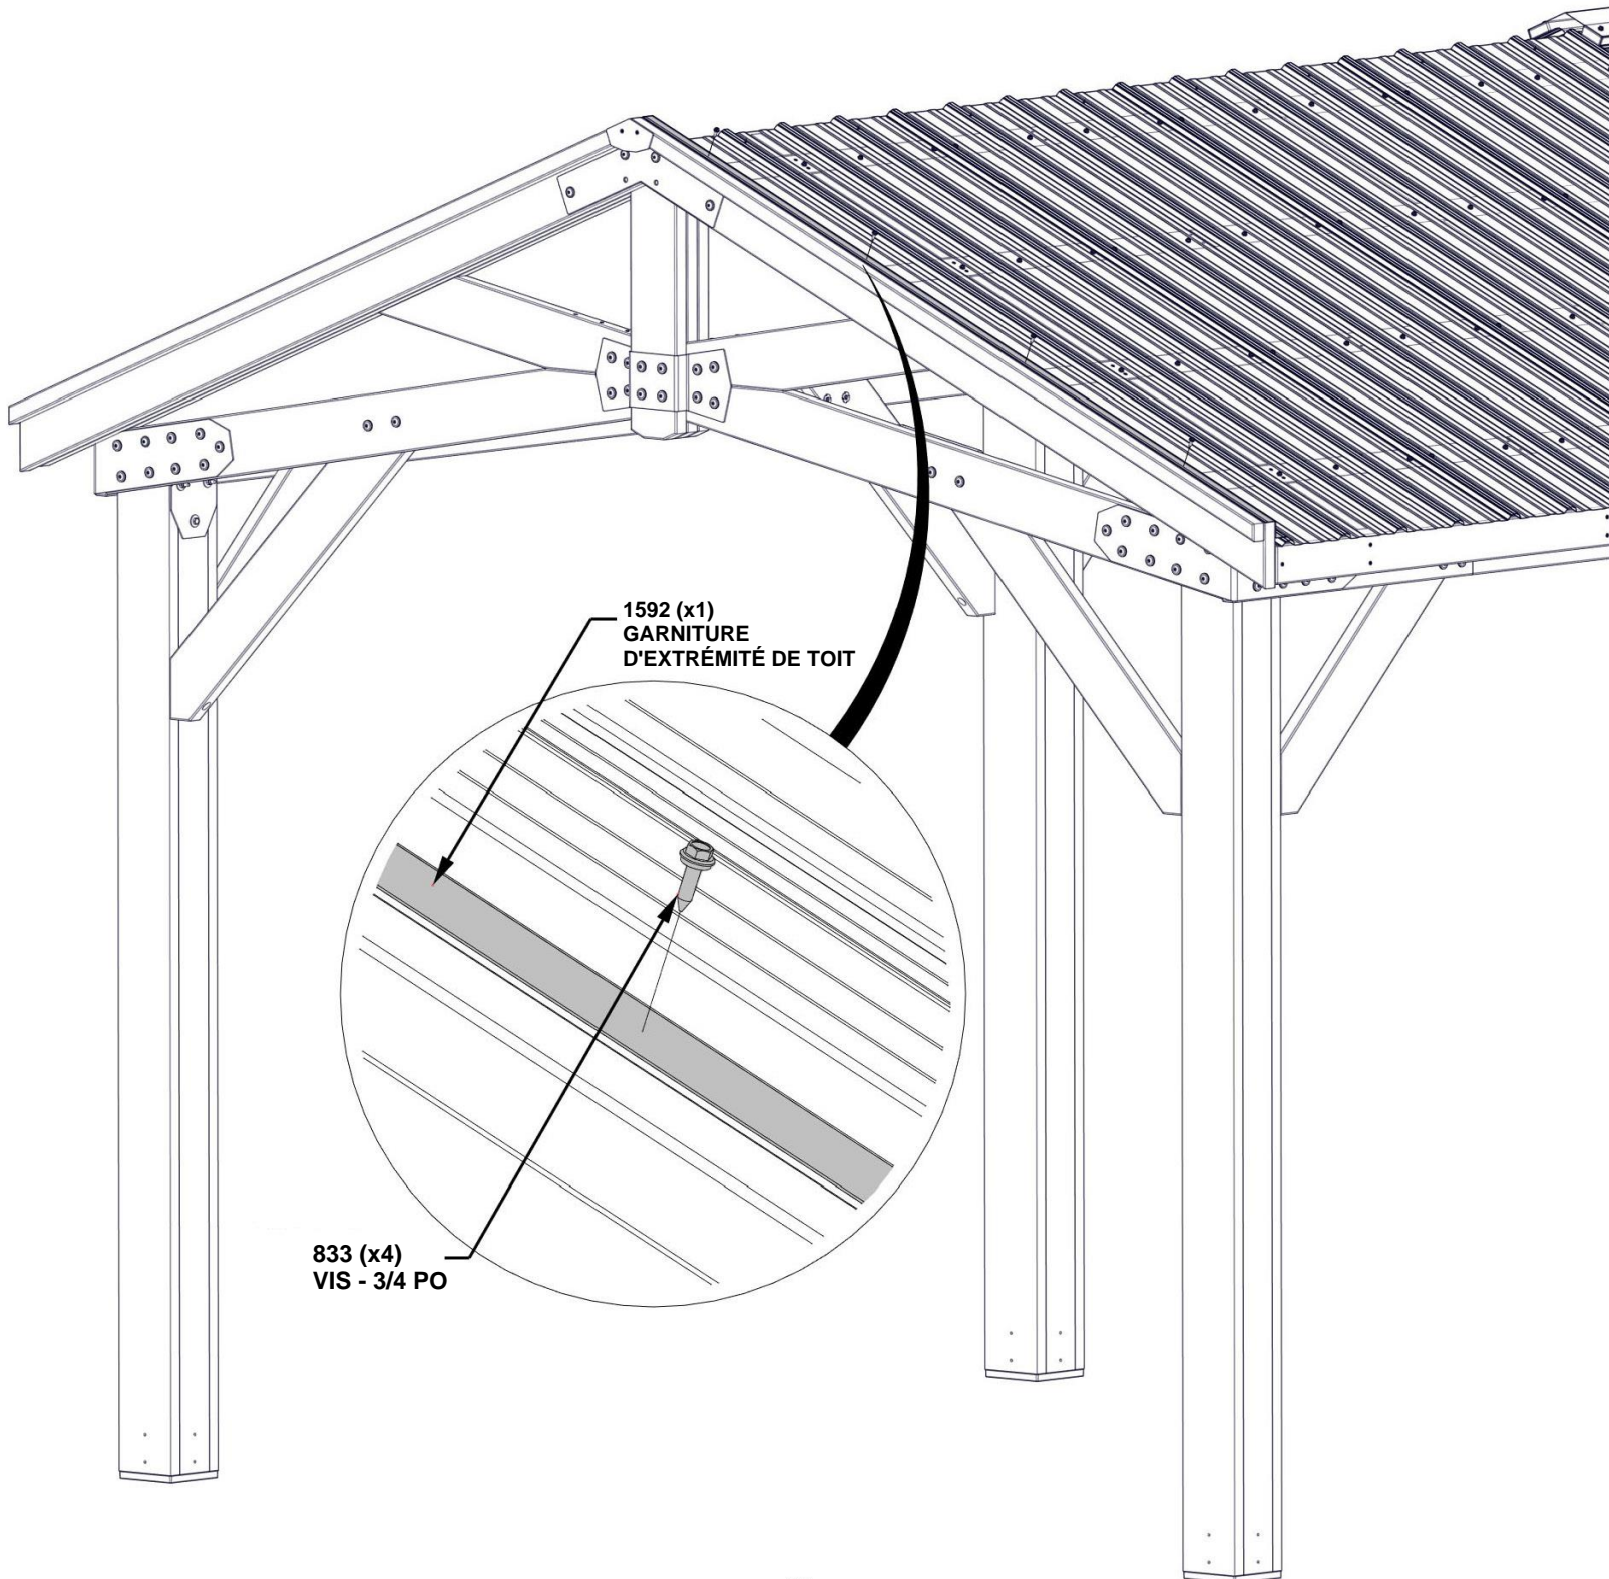 1592 (x1)
GARNITURE
D'EXTRÉMITÉ DE TOIT
833 (x4)
VIS - 3/4 PO